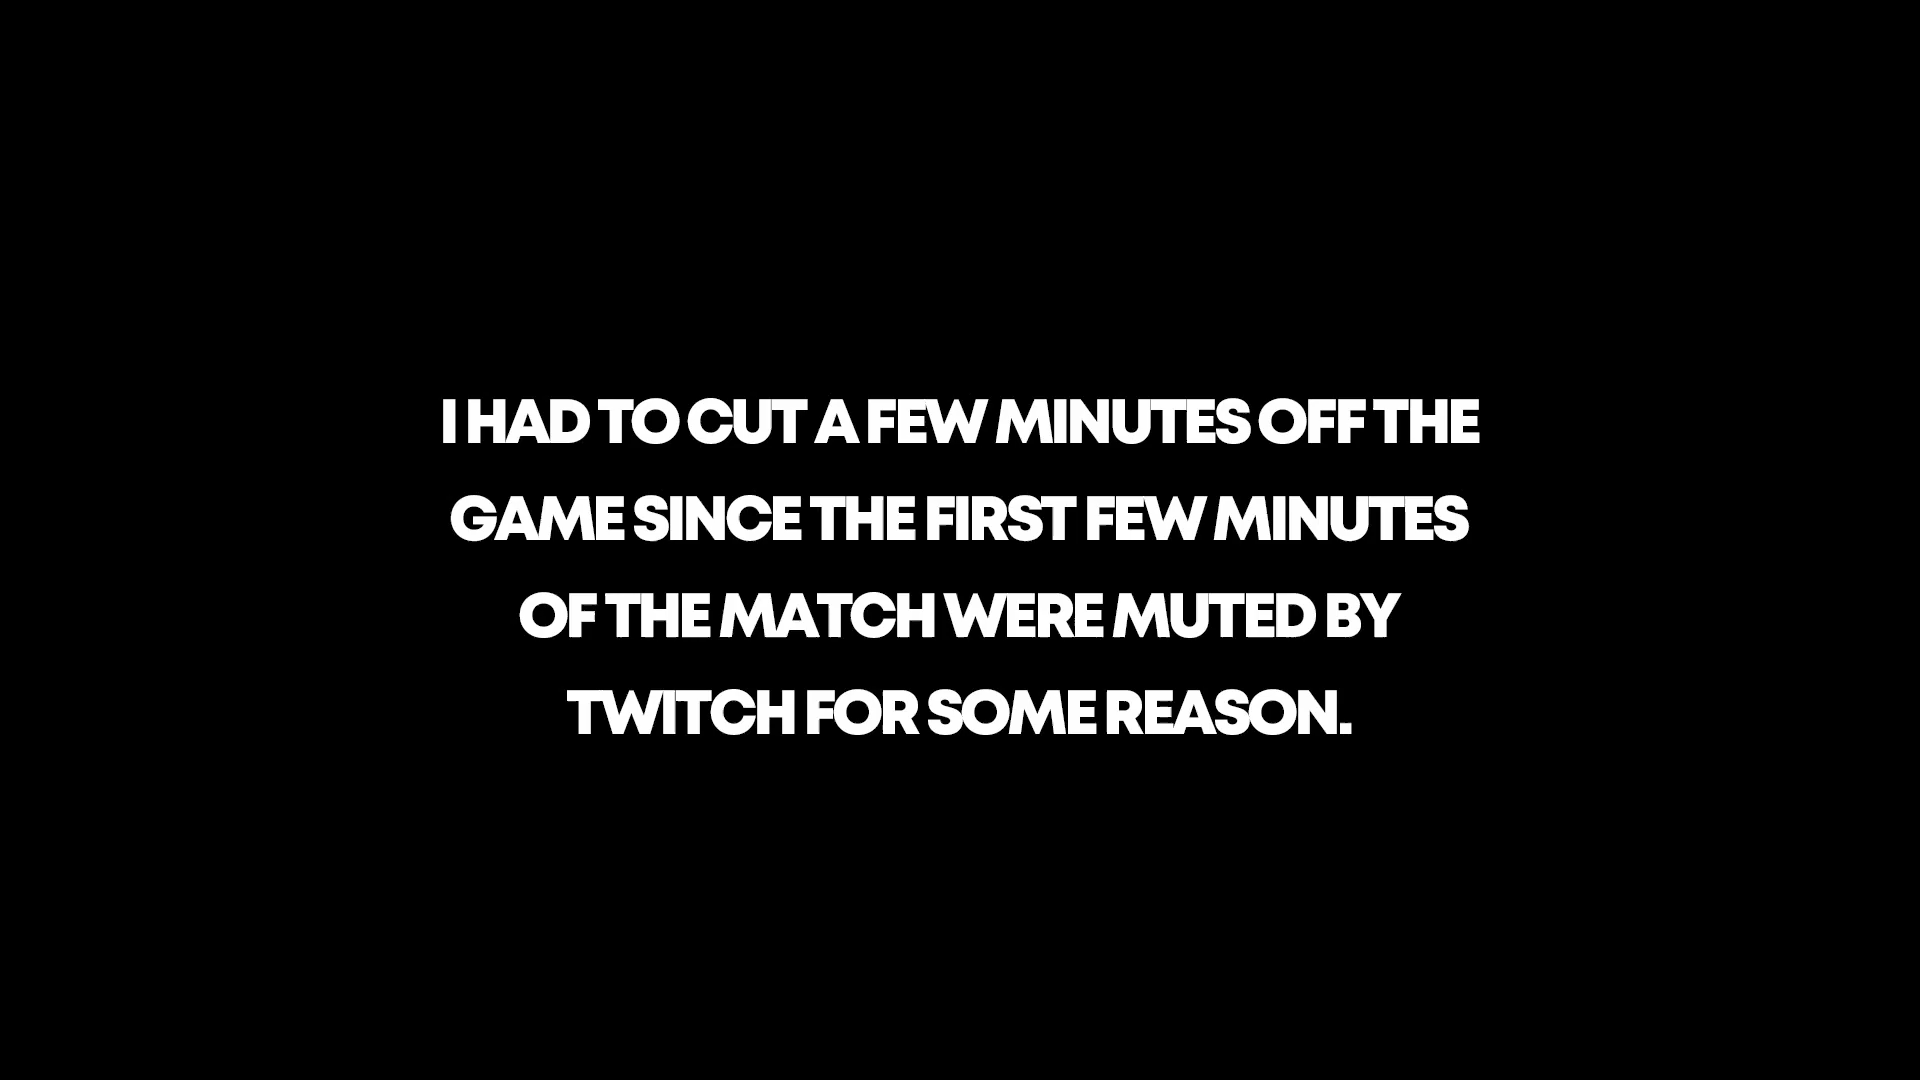 I HAD TO CUT A FEW MINUTES OFF THE
GAME SINCE THE FIRST FEW MINUTES
OF THE MATCH WERE MUTED BY
TWITCH FOR SOME REASON.